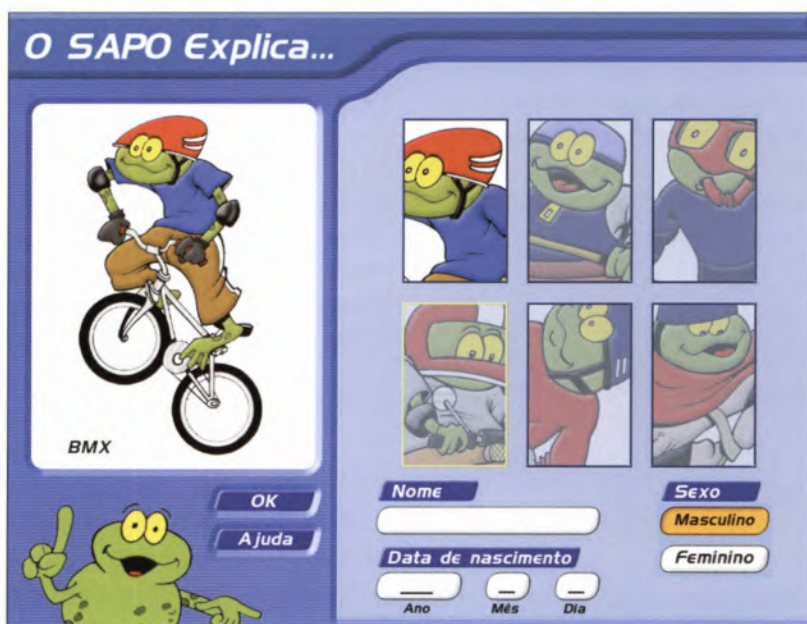 O SAPO Explica...
BMX
OK
Ajuda
Nome
Sexo
Masculino
Feminino
Data de nascimento
Ano Mês Dia